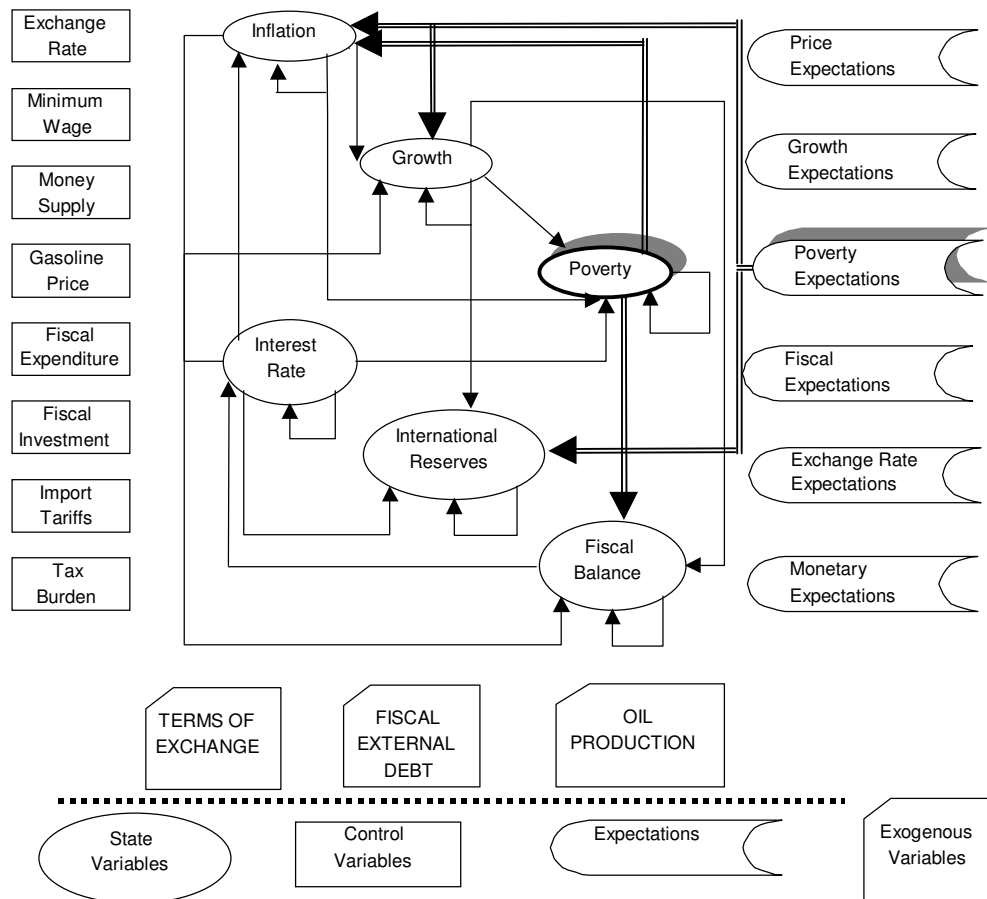 Exchange
Rate
Minimum
Wage
Money
Supply
Gasoline
Price
Fiscal
Expenditure
Fiscal
Investment
Import
Tariffs
Tax
Burden
Inflation
Growth
Poverty
Interest
Rate
International
Reserves
Fiscal
Balance
Price
Expectations
Growth
Expectations
Poverty
Expectations
Fiscal
Expectations
Exchange Rate
Expectations
Monetary
Expectations
TERMS OF
EXCHANGE
FISCAL
EXTERNAL
DEBT
OIL
PRODUCTION
State
Variables
Control
Variables
Expectations
Exogenous
Variables